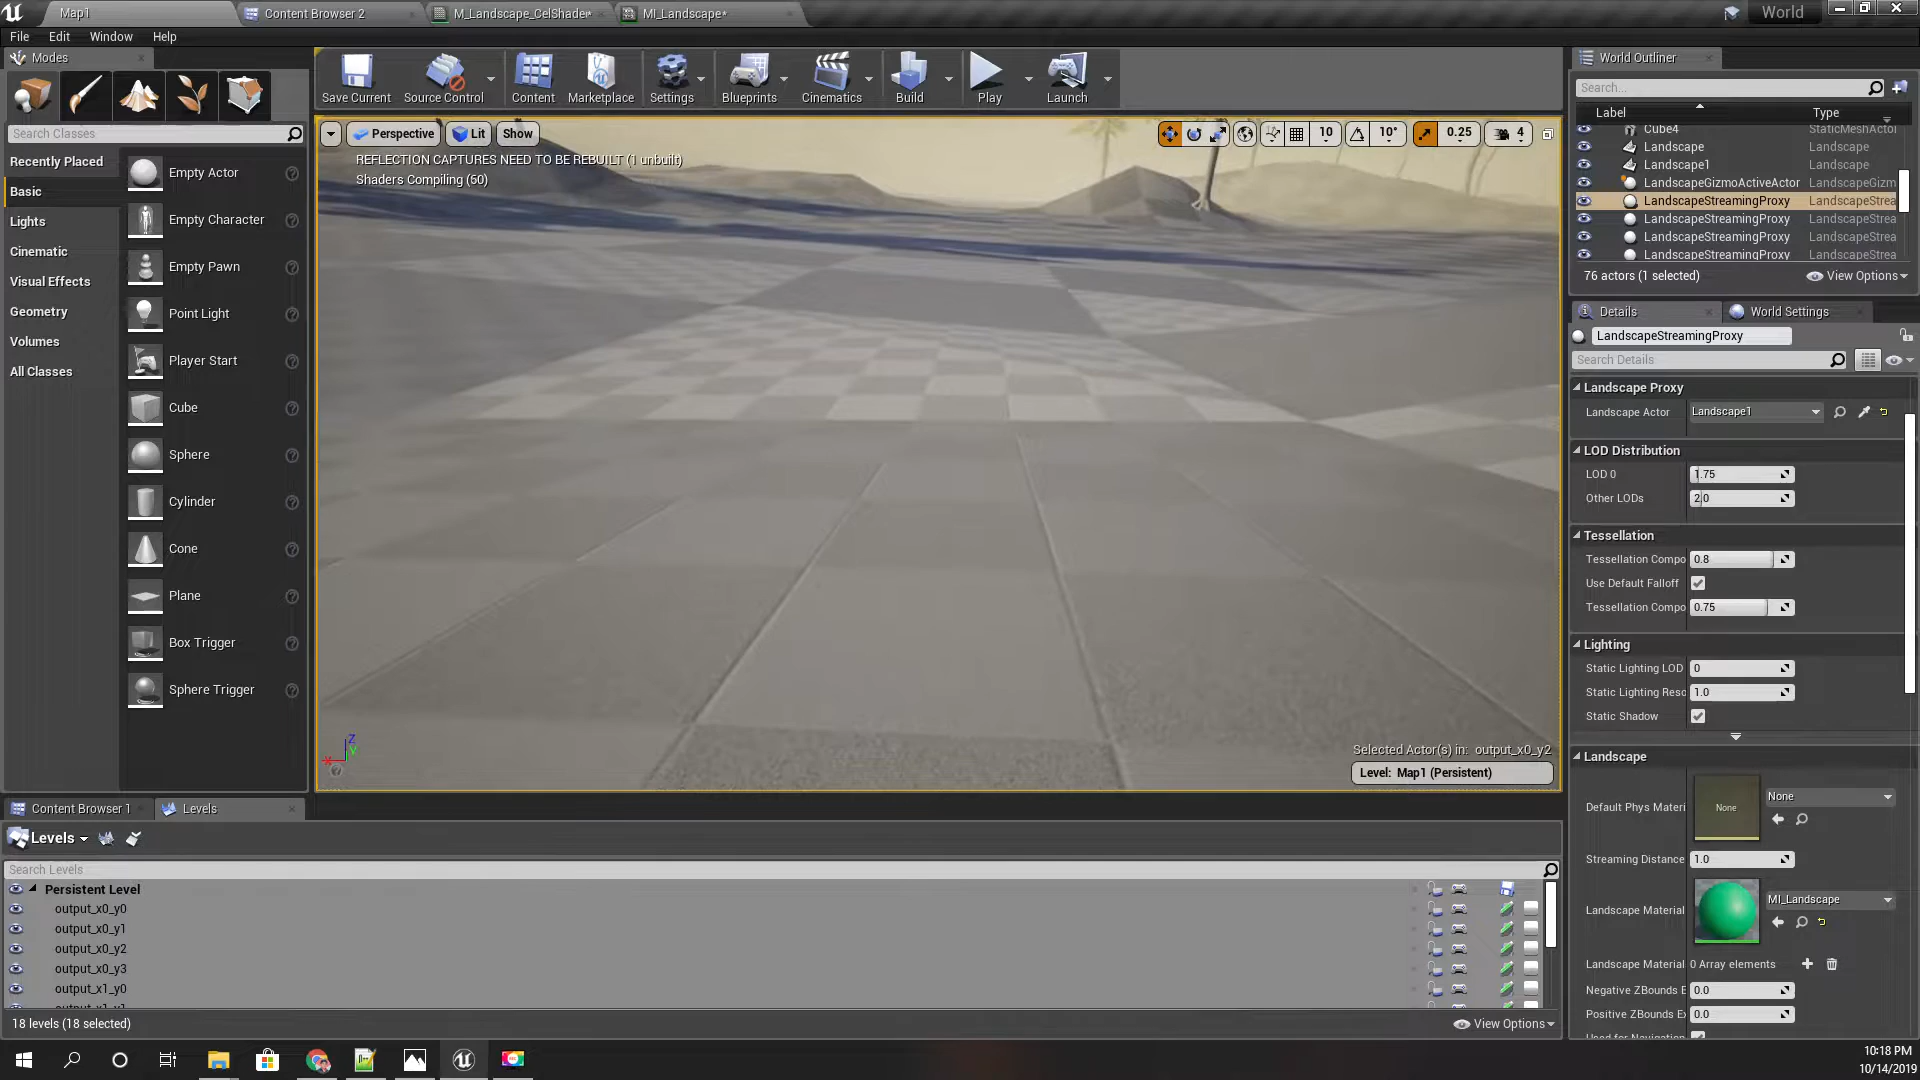 Map1
Content Browser 2
M_Landscape_CelShader*
MI_Landscape*
World
File Edit Window Help
Modes
Search Classes
Recently Placed
Basic
Lights
Cinematic
Visual Effects
Geometry
Volumes
All Classes
Empty Actor
Empty Character
Empty Pawn
Point Light
Player Start
Cube
Sphere
Cylinder
Cone
Plane
Box Trigger
Sphere Trigger
Save Current
Source Control
Content
Marketplace
Settings
Blueprints
Cinematics
Build
Play
Launch
Perspective
Lit
Show
10
10°
0.25
4
REFLECTION CAPTURES NEED TO BE REBUILT (1 unbuilt)
Shaders Compiling (50)
Z
Y
X
Selected Actor(s) in: output_x0_y2
Level: Map1 (Persistent)
World Outliner
Search...
Label Type
Cube4 StaticMeshActor
Landscape Landscape
Landscape1 Landscape
LandscapeGizmoActiveActor LandscapeGizm
LandscapeStreamingProxy LandscapeStrea
LandscapeStreamingProxy LandscapeStrea
LandscapeStreamingProxy LandscapeStrea
LandscapeStreamingProxy LandscapeStrea
76 actors (1 selected)
View Options
Details
World Settings
LandscapeStreamingProxy
Search Details
Landscape Proxy
Landscape Actor Landscape1
LOD Distribution
LOD 0 1.75
Other LODs 2.0
Tessellation
Tessellation Compo 0.8
Use Default Falloff
Tessellation Compo 0.75
Lighting
Static Lighting LOD 0
Static Lighting Reso 1.0
Static Shadow
Landscape
Default Phys Materi None None
Streaming Distance 1.0
Landscape Material MI_Landscape
Landscape Material 0 Array elements
Negative ZBounds E 0.0
Positive ZBounds Ex 0.0
Used for Navigation
Content Browser 1
Levels
Levels
Search Levels
Persistent Level
output_x0_y0
output_x0_y1
output_x0_y2
output_x0_y3
output_x1_y0
output_x1_y1
18 levels (18 selected)
View Options
10:18 PM
10/14/2019